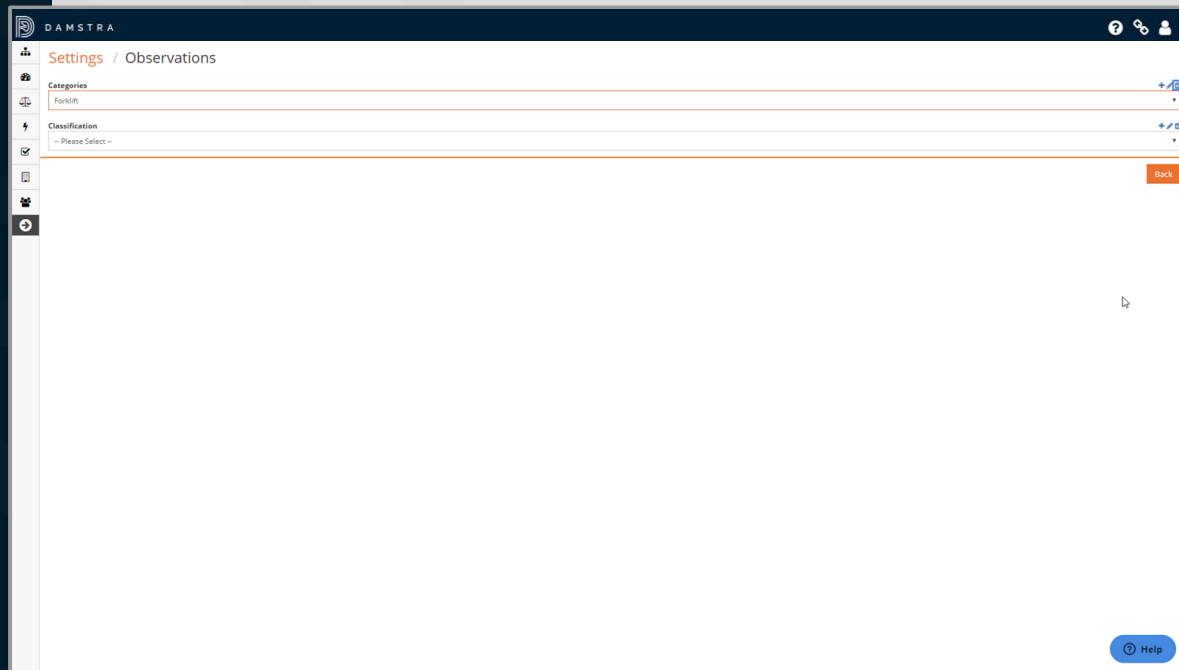 DAMSTRA
Settings / Observations
Categories
Forklift
Classification
-- Please Select --
Back
Help